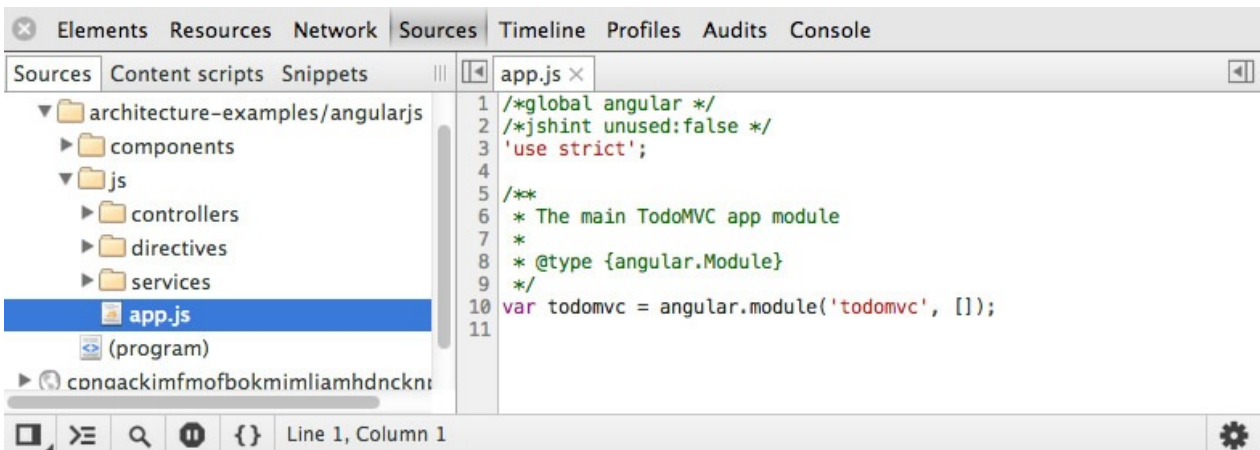 Elements Resources Network Sources Timeline Profiles Audits Console
Sources Content scripts Snippets
architecture-examples/angularjs
components
js
controllers
directives
services
app.js
(program)
app.js ×
1 /*global angular */
2 /*jshint unused:false */
3 'use strict';
4
5 /**
6  * The main TodoMVC app module
7  *
8  * @type {angular.Module}
9  */
10 var todomvc = angular.module('todomvc', []);
11
{ } Line 1, Column 1